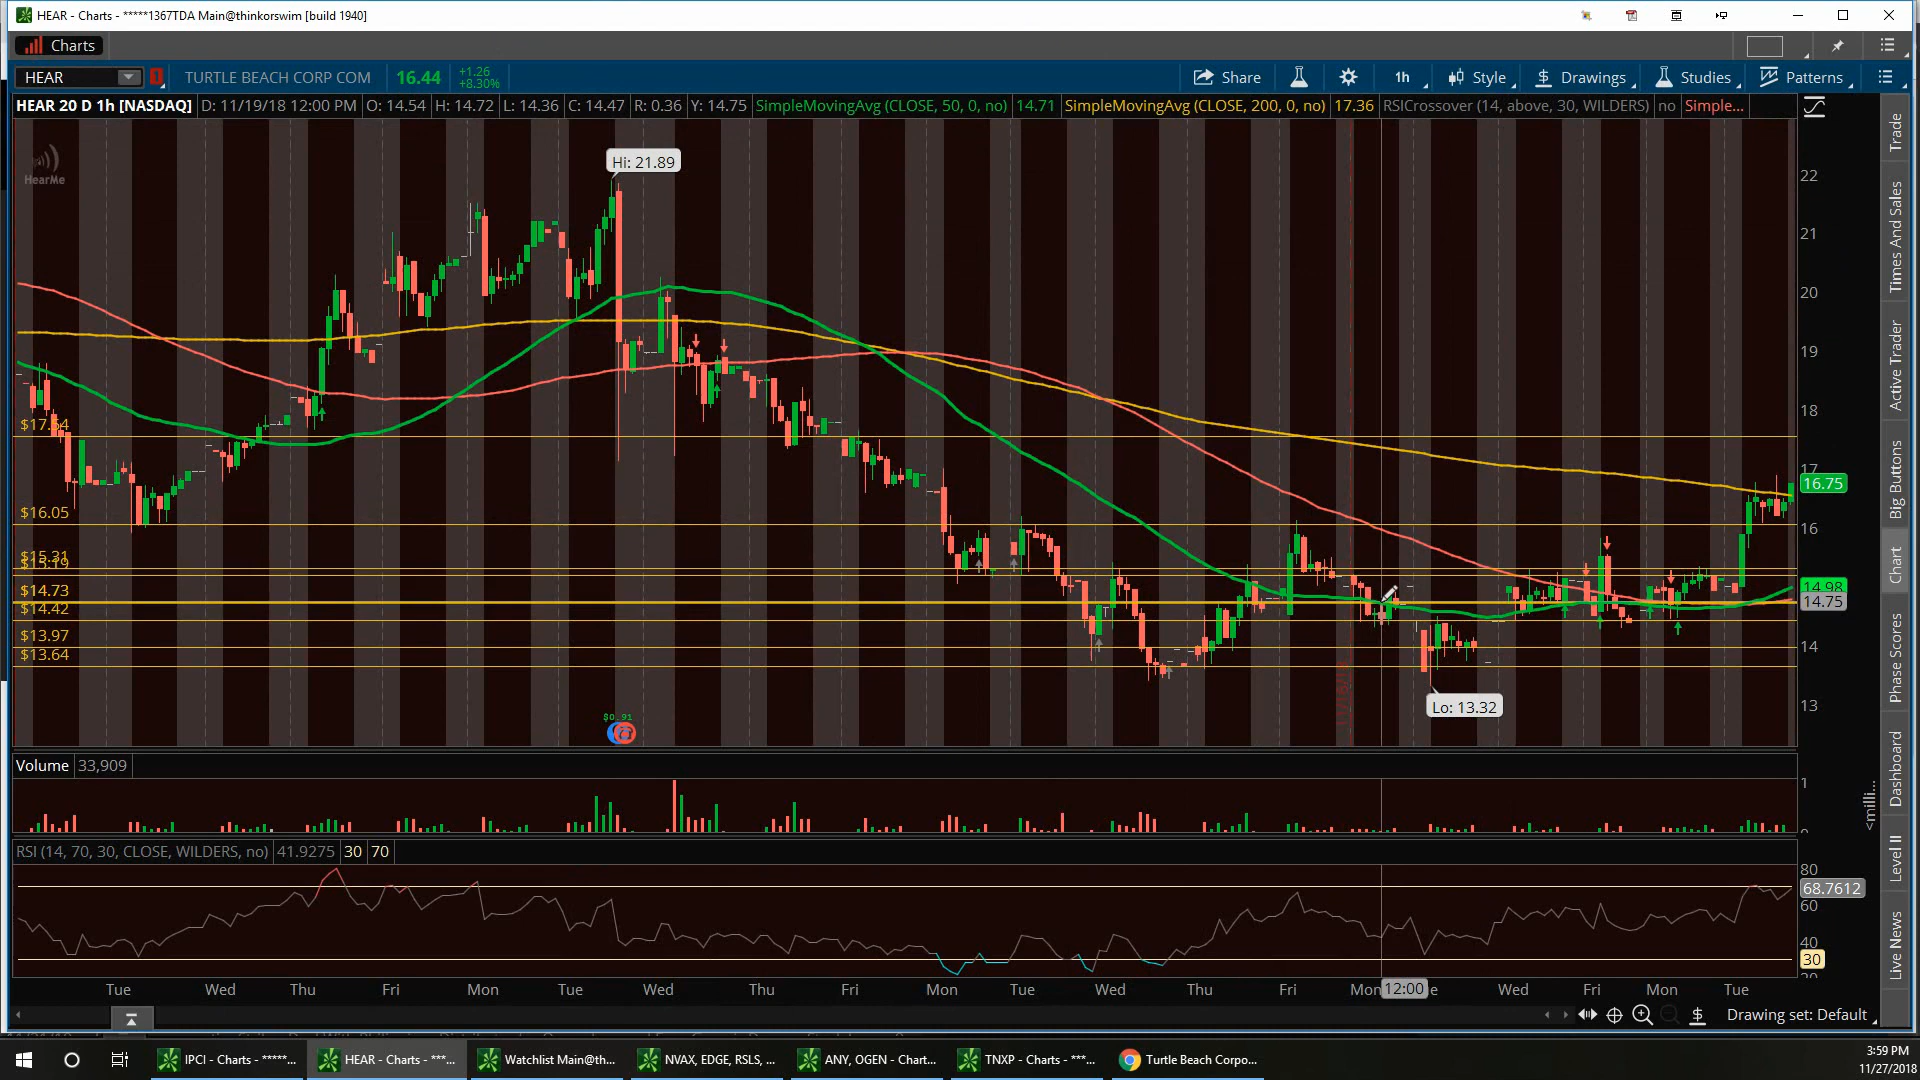 HEAR - Charts - *****1367TDA Main@thinkorswim [build 1940]
Charts
HEAR 1 TURTLE BEACH CORP COM 16.44 +1.26 +8.30% Share 1h Style Drawings Studies Patterns
HEAR 20 D 1h [NASDAQ] D: 11/19/18 12:00 PM O: 14.54 H: 14.72 L: 14.36 C: 14.47 R: 0.36 Y: 14.75 SimpleMovingAvg (CLOSE, 50, 0, no) 14.71 SimpleMovingAvg (CLOSE, 200, 0, no) 17.36 RSICrossover (14, above, 30, WILDERS) no Simple...
HearMe
Hi: 21.89
22
21
20
19
18
$17.54
17
16.75
$16.05
16
$15.31
$15.19
14.98
$14.73
14.75
$14.42
$13.97
14
$13.64
Lo: 13.32
13
$0.91
Volume 33,909
1
<milli...
RSI (14, 70, 30, CLOSE, WILDERS, no) 41.9275 30 70
80
68.7612
60
40
30
20
Tue Wed Thu Fri Mon Tue Wed Thu Fri Mon Tue Wed Thu Fri Mon 12:00 Wed Fri Mon Tue
Drawing set: Default
Trade
Times And Sales
Active Trader
Big Buttons
Chart
Phase Scores
Dashboard
Level II
Live News
IPCI - Charts - *****...
HEAR - Charts - ***...
Watchlist Main@th...
NVAX, EDGE, RSLS, ...
ANY, OGEN - Chart...
TNXP - Charts - ***...
Turtle Beach Corpo...
3:59 PM
11/27/2018